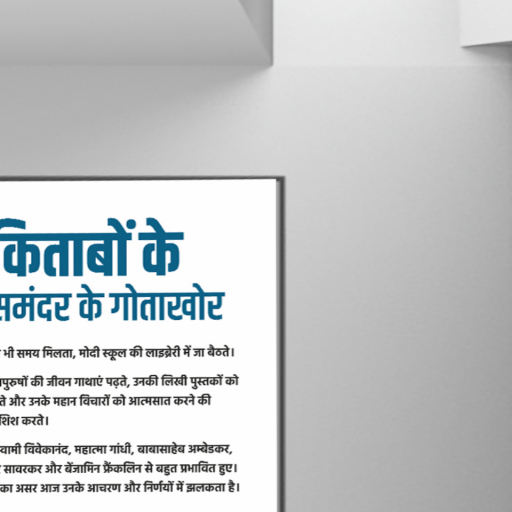 किताबों के
समंदर के गोताखोर
भी समय मिलता, मोदी स्कूल की लाइब्रेरी में जा बैठते।
की जीवन गाथाएं पढ़ते, उनकी लिखी पुस्तकों को
और उनके महान विचारों को आत्मसात करने की
करते।
विवेकानंद, महात्मा गांधी, बाबासाहेब अम्बेडकर,
सावरकर और बेंजामिन फ्रैंकलिन से बहुत प्रभावित हुए।
का असर आज उनके आचरण और निर्णयों में झलकता है।